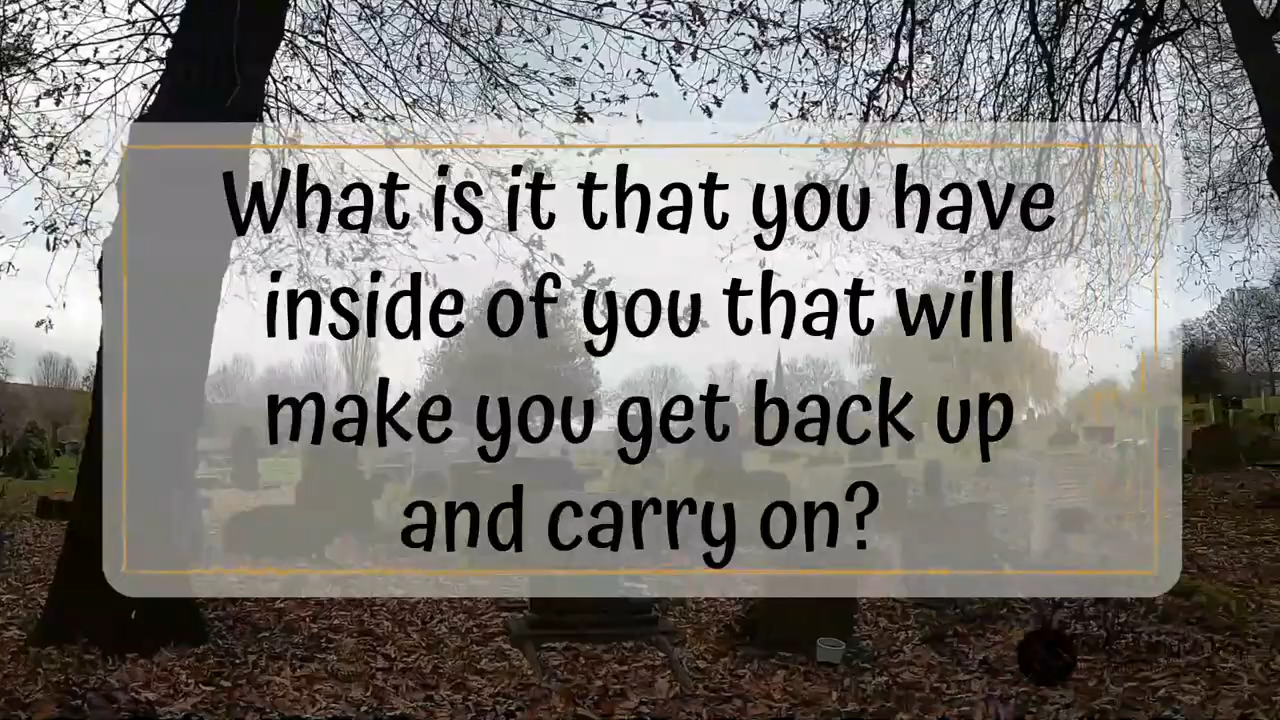 What is it that you have
inside of you that will
make you get back up
and carry on?